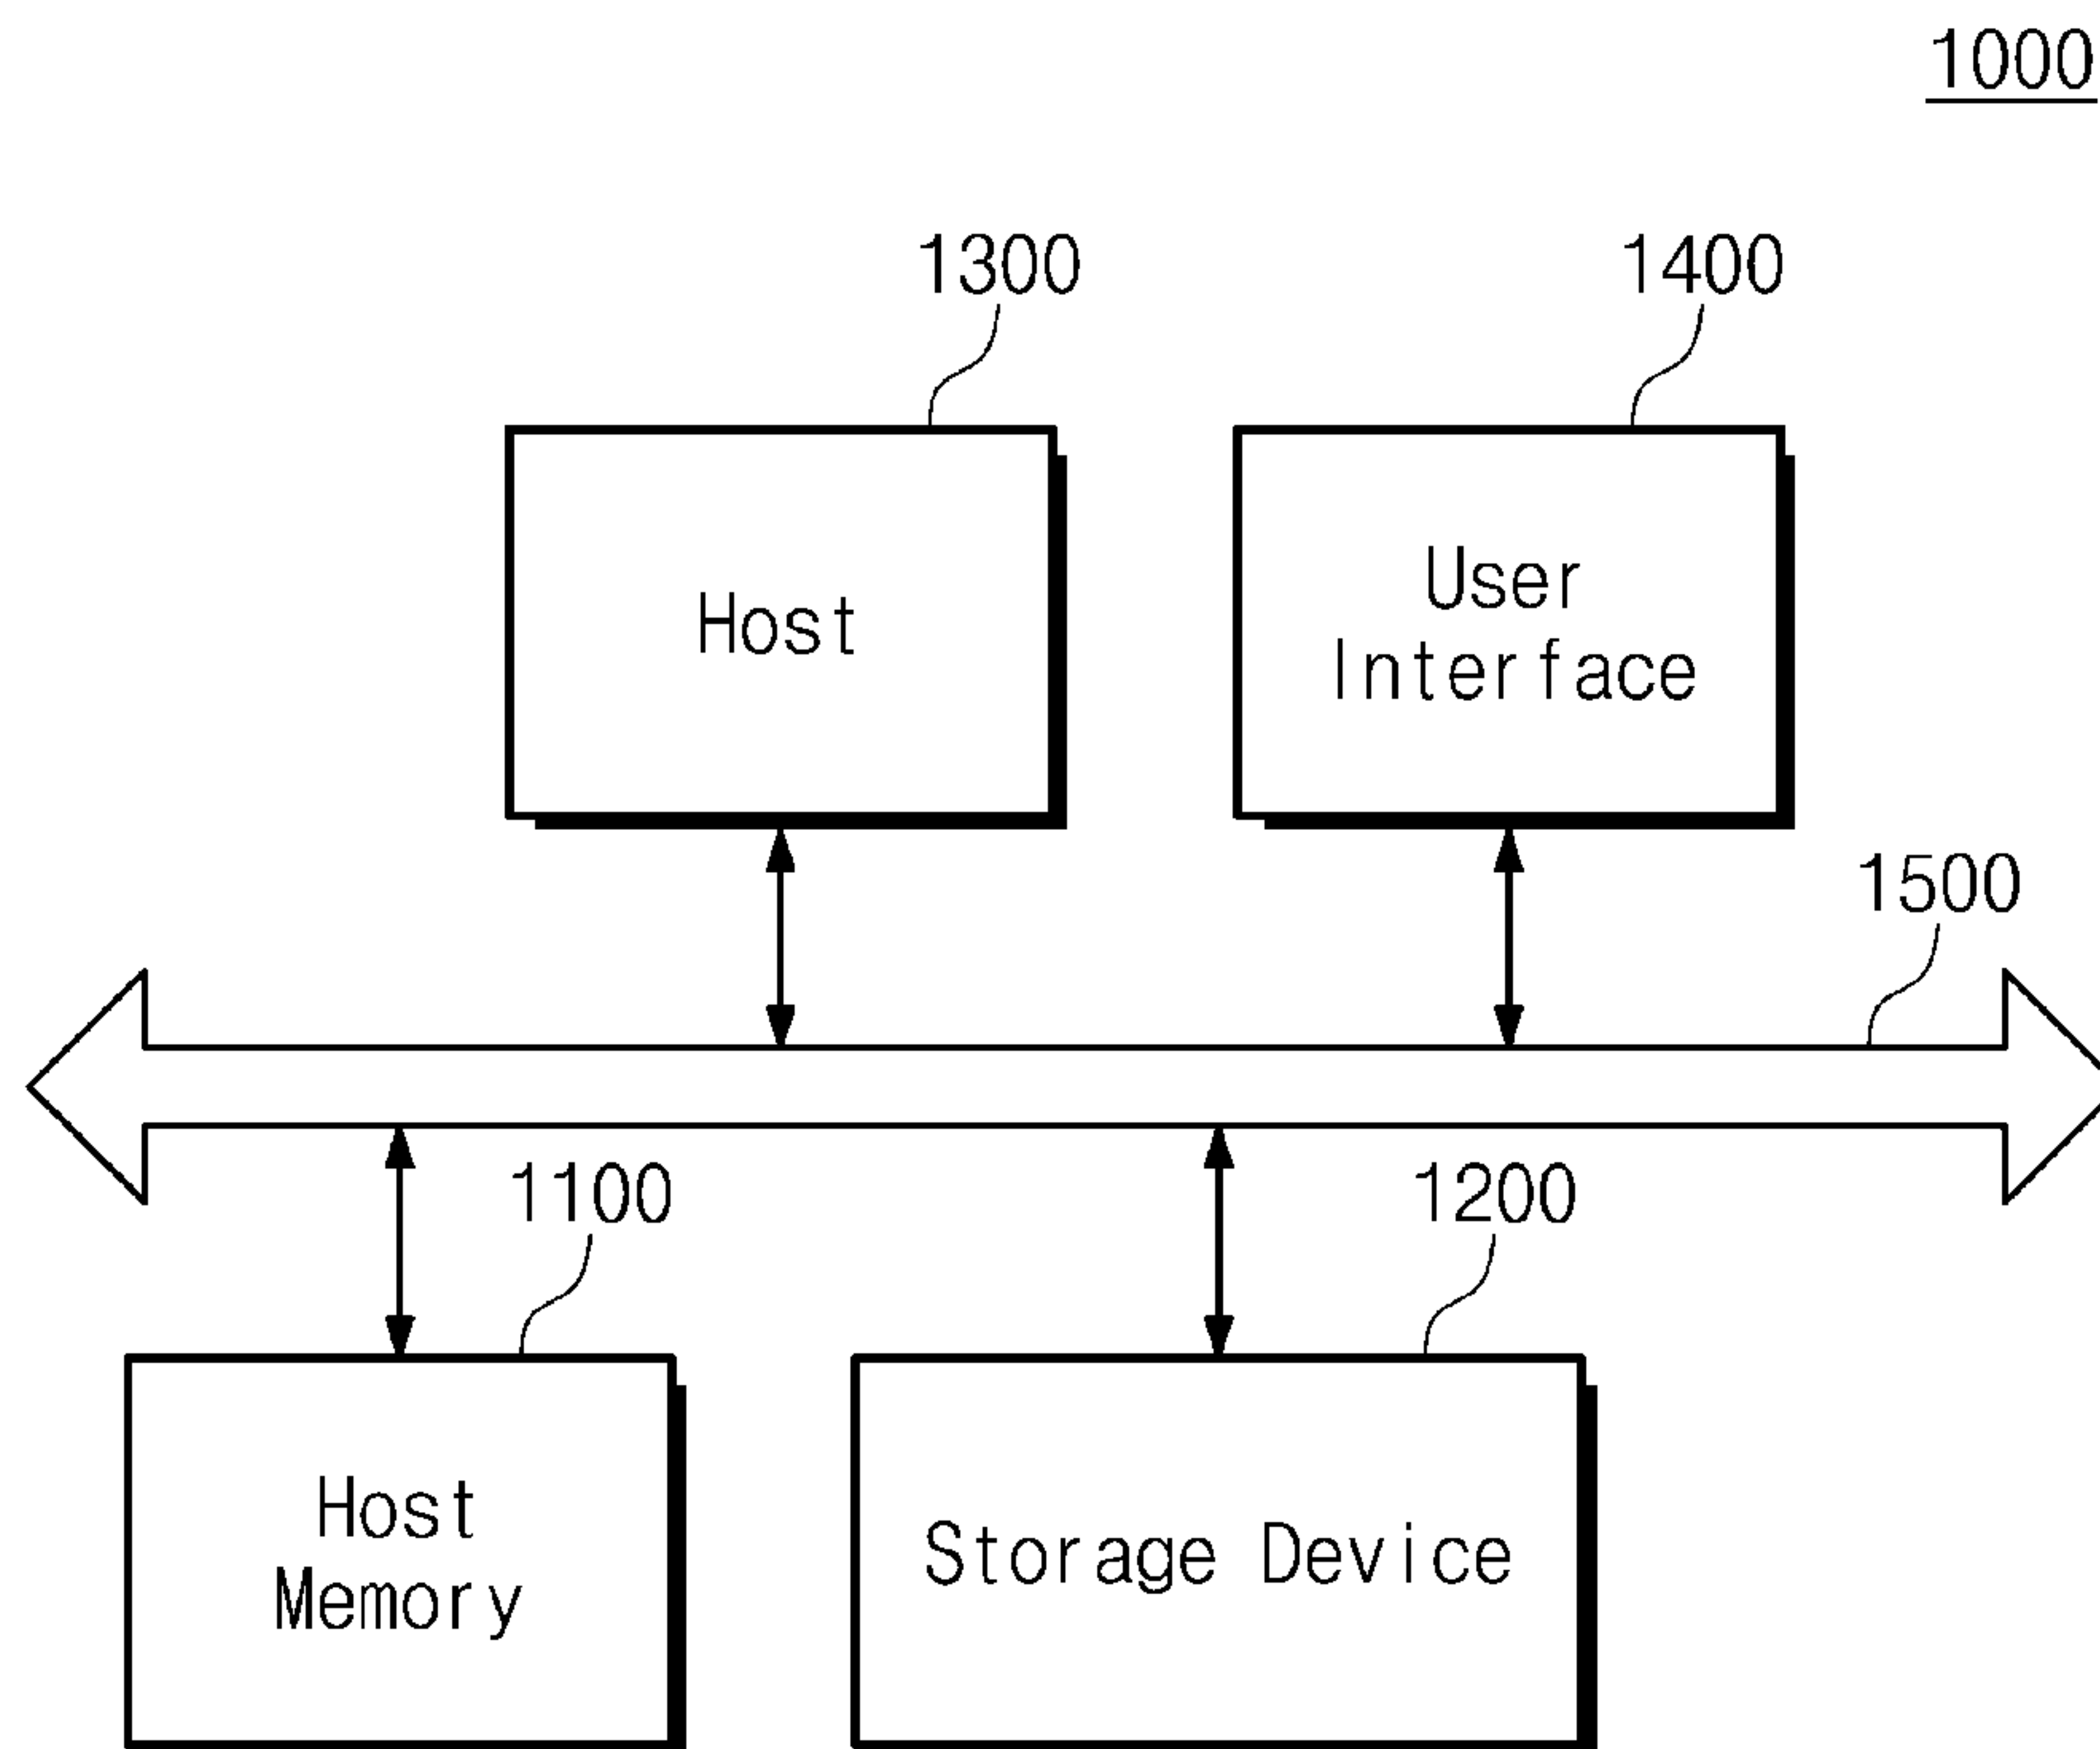 1000
1300
1400
Host
User
Interface
1500
1100
1200
Host
Memory
Storage Device